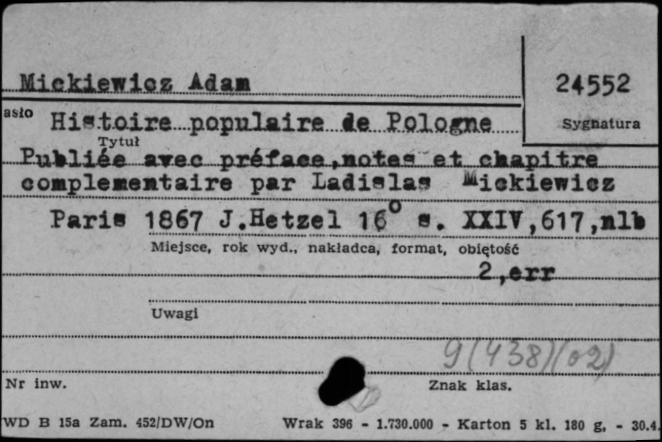 Mickiewicz Adam
24552
asło
Histoire populaire de Pologne
Sygnatura
Tytuł
Publiée avec préface,notes et chapitre
complementaire par Ladislas Mickiewicz
Paris 1867 J.Hetzel 16° s. XXIV,617,nlb
Miejsce, rok wyd., nakładca, format, objętość
2,err
Uwagi
9(438)(02)
Nr inw.
Znak klas.
WD B 15a Zam. 452/DW/On Wrak 396 - 1.730.000 - Karton 5 kl. 180 g, - 30.4.